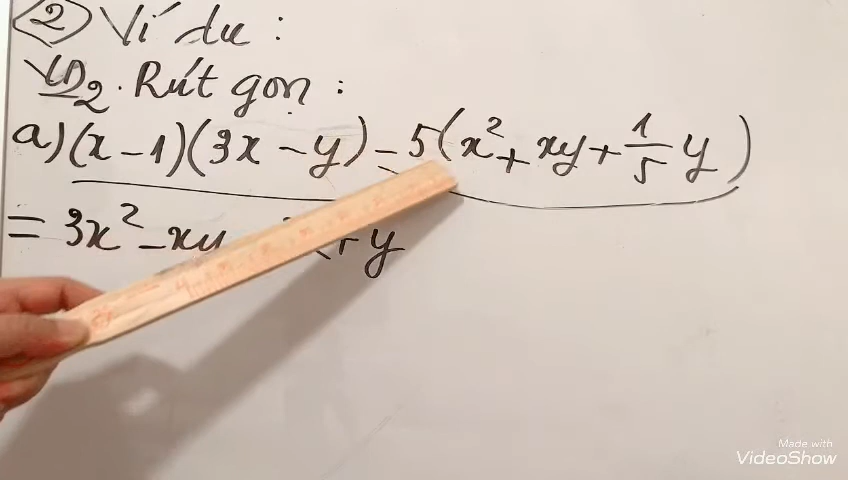 ② Ví dụ :
VD2. Rút gọn :
a) (x - 1)(3x - y) - 5(x² + xy + 1/5 y)
= 3x² - xy + y
Made with
VideoShow